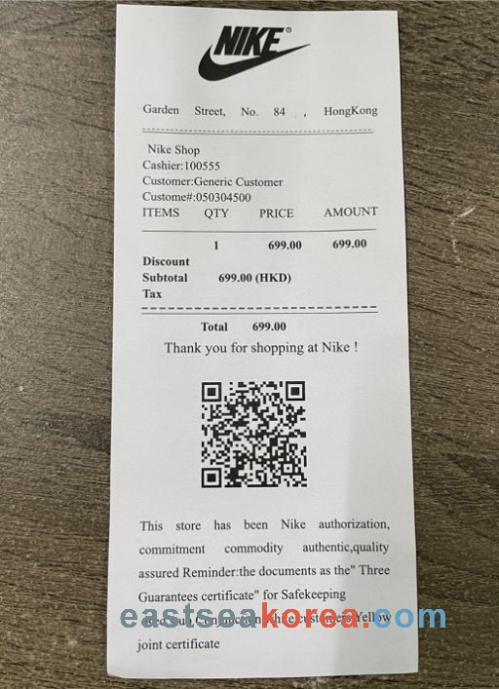 NIKE
Garden Street, No. 84 , HongKong
Nike Shop
Cashier:100555
Customer:Generic Customer
Custome#:050304500
ITEMS QTY PRICE AMOUNT
1 699.00 699.00
Discount
Subtotal 699.00 (HKD)
Tax
Total 699.00
Thank you for shopping at Nike !
This store has been Nike authorization,
commitment commodity authentic,quality
assured Reminder:the documents as the" Three
Guarantees certificate" for Safekeeping
eastseakorea.com
Yellow
joint certificate